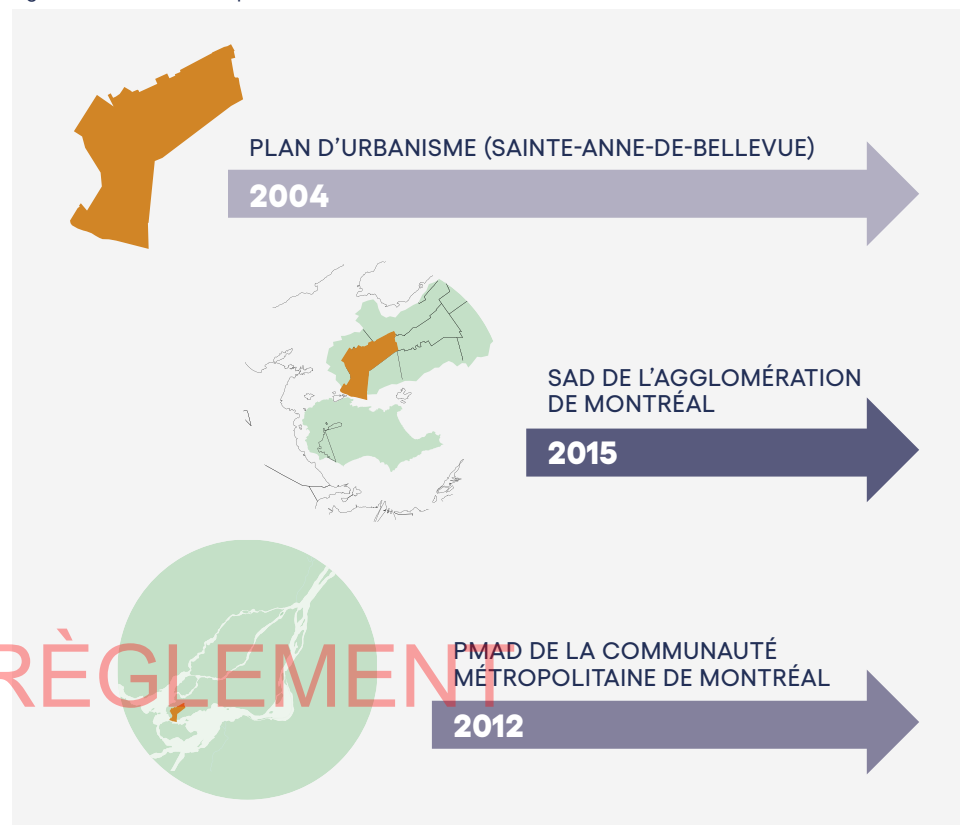 PLAN D'URBANISME (SAINTE-ANNE-DE-BELLEVUE)
2004
SAD DE L'AGGLOMÉRATION
DE MONTRÉAL
2015
PMAD DE LA COMMUNAUTÉ
MÉTROPOLITAINE DE MONTRÉAL
2012
RÈGLEMENT